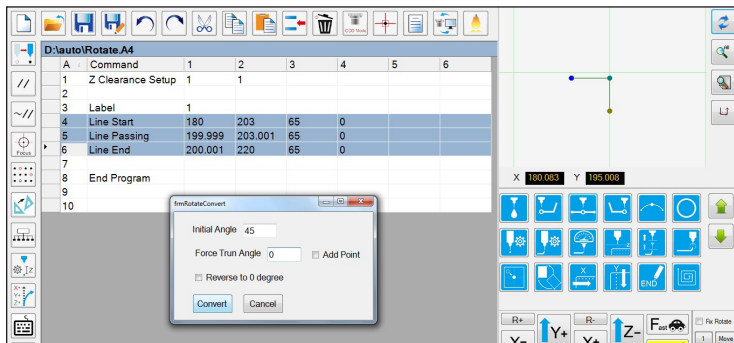 CCD Mode
D:\auto\Rotate.A4
A Command 1 2 3 4 5 6
1 Z Clearance Setup 1 1
2
3 Label 1
4 Line Start 180 203 65 0
5 Line Passing 199.999 203.001 65 0
6 Line End 200.001 220 65 0
7
8 End Program
9
10
//
~//
Focus
frmRotateConvert
Initial Angle 45
Force Trun Angle 0 Add Point
Reverse to 0 degree
Convert Cancel
X 180.083 Y 195.008
END
R+ R- Fast Fix Rotate
Y+ Z- 1 Move
Y− Y+